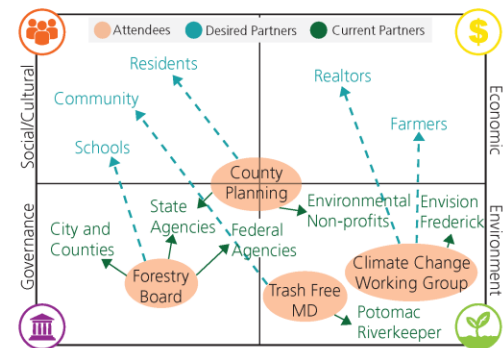 Attendees
Desired Partners
Current Partners
Social/Cultural
Economic
Governance
Environment
$
Residents
Community
Schools
Realtors
Farmers
County
Planning
State
Agencies
City and
Counties
Federal
Agencies
Environmental
Non-profits
Envision
Frederick
Forestry
Board
Trash Free
MD
Climate Change
Working Group
Potomac
Riverkeeper